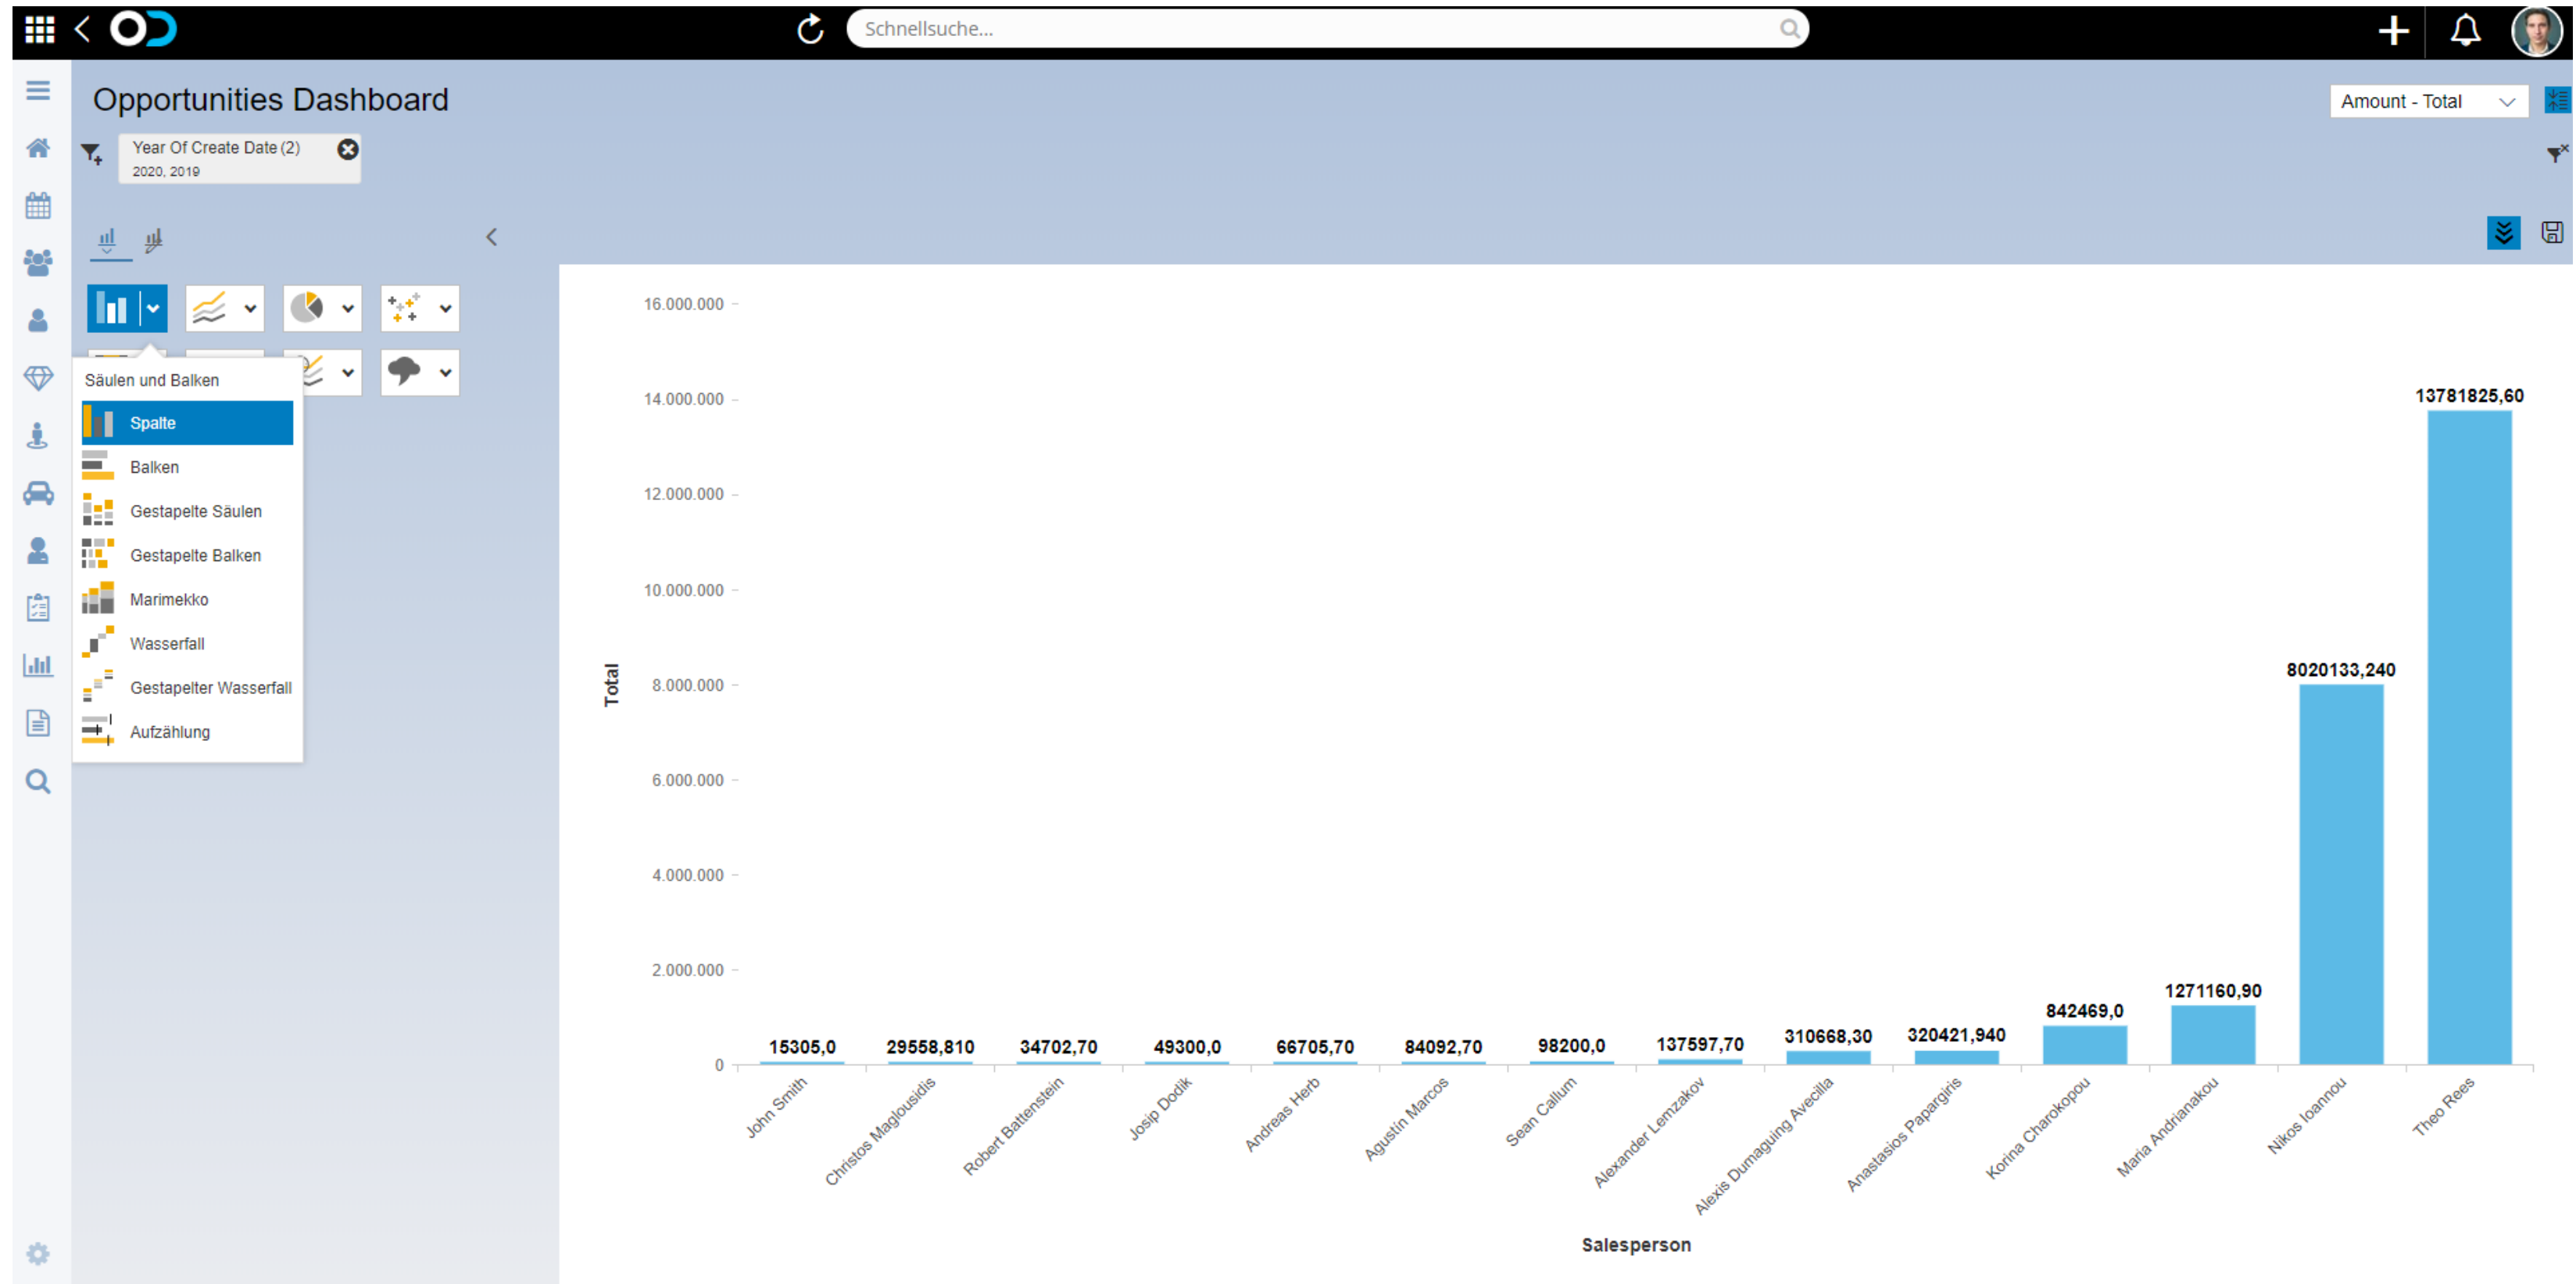 Schnellsuche...
Opportunities Dashboard
Amount - Total
Year Of Create Date (2)
2020, 2019
Säulen und Balken
Spalte
Balken
Gestapelte Säulen
Gestapelte Balken
Marimekko
Wasserfall
Gestapelter Wasserfall
Aufzählung
Total
16.000.000
14.000.000
12.000.000
10.000.000
8.000.000
6.000.000
4.000.000
2.000.000
0
15305,0
29558,810
34702,70
49300,0
66705,70
84092,70
98200,0
137597,70
310668,30
320421,940
842469,0
1271160,90
8020133,240
13781825,60
John Smith
Christos Maglousidis
Robert Battenstein
Josip Dodik
Andreas Herb
Agustín Marcos
Sean Callum
Alexander Lemzakov
Alexis Dumaguing Avecilla
Anastasios Papargiris
Korina Charokopou
Maria Andrianakou
Nikos Ioannou
Theo Rees
Salesperson